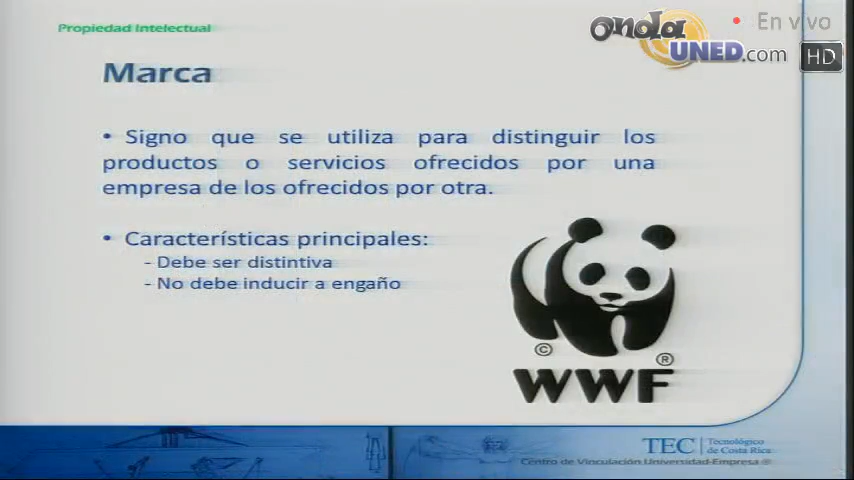 Propiedad Intelectual
onda
UNED.com
En vivo
HD
Marca
• Signo que se utiliza para distinguir los
productos o servicios ofrecidos por una
empresa de los ofrecidos por otra.
• Características principales:
- Debe ser distintiva
- No debe inducir a engaño
©
®
WWF
TEC | Tecnológico
de Costa Rica
Centro de Vinculación Universidad-Empresa ®